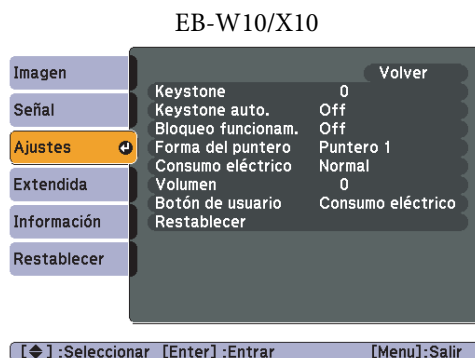 EB-W10/X10
Imagen
Señal
Ajustes
Extendida
Información
Restablecer
Volver
Keystone 0
Keystone auto. Off
Bloqueo funcionam. Off
Forma del puntero Puntero 1
Consumo eléctrico Normal
Volumen 0
Botón de usuario Consumo eléctrico
Restablecer
[◆] :Seleccionar [Enter] :Entrar [Menu]:Salir